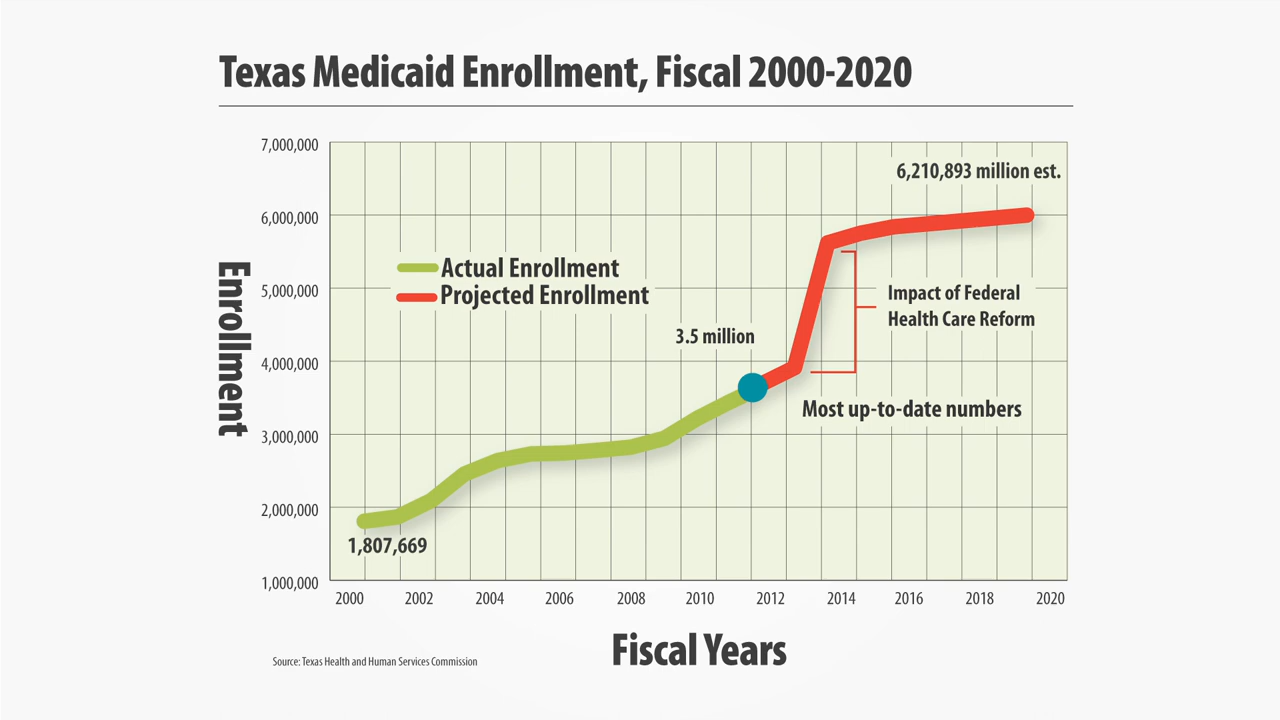 Texas Medicaid Enrollment, Fiscal 2000-2020
7,000,000
6,000,000
5,000,000
4,000,000
3,000,000
2,000,000
1,000,000
Enrollment
6,210,893 million est.
Actual Enrollment
Projected Enrollment
Impact of Federal
Health Care Reform
3.5 million
Most up-to-date numbers
1,807,669
2000 2002 2004 2006 2008 2010 2012 2014 2016 2018 2020
Fiscal Years
Source: Texas Health and Human Services Commission